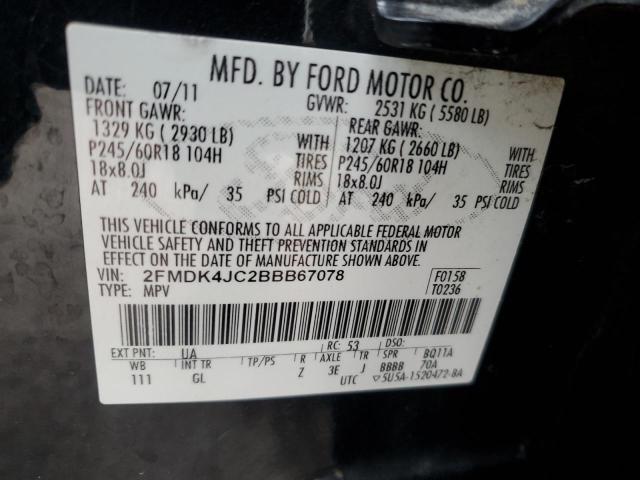 MFD. BY FORD MOTOR CO.
DATE: 07/11 GVWR: 2531 KG ( 5580 LB)
FRONT GAWR: REAR GAWR:
1329 KG ( 2930 LB) WITH 1207 KG ( 2660 LB) WITH
P245/60R18 104H TIRES P245/60R18 104H TIRES
18x8.0J RIMS 18x8.0J RIMS
AT 240 kPa/ 35 PSI COLD AT 240 kPa/ 35 PSI COLD
THIS VEHICLE CONFORMS TO ALL APPLICABLE FEDERAL MOTOR
VEHICLE SAFETY AND THEFT PREVENTION STANDARDS IN
EFFECT ON THE DATE OF MANUFACTURE SHOWN ABOVE.
VIN: 2FMDK4JC2BBB67078 F0158
TYPE: MPV T0236
EXT PNT: UA RC: 53 DSO:
WB INT TR TP/PS R AXLE TR SPR BQ11A
111 GL Z 3E J BBBB 70A
UTC ▽5U5A-1520472-BA